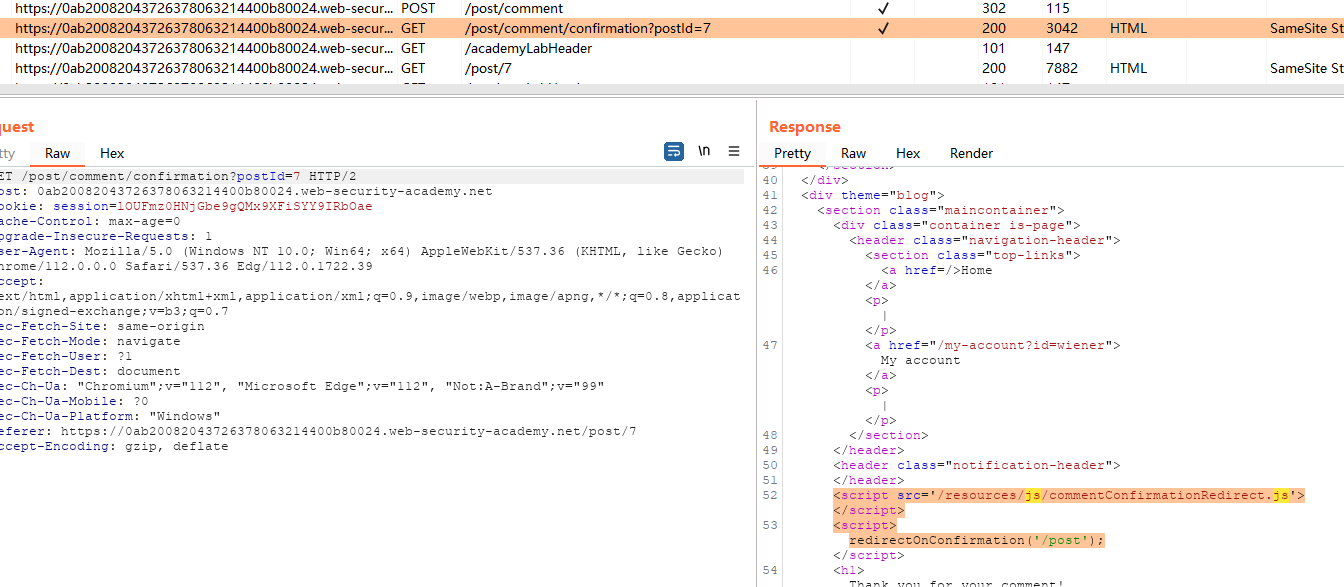 https://0ab20082043726378063214400b80024.web-secur... POST /post/comment ✓ 302 115
https://0ab20082043726378063214400b80024.web-secur... GET /post/comment/confirmation?postId=7 ✓ 200 3042 HTML SameSite St
https://0ab20082043726378063214400b80024.web-secur... GET /academyLabHeader 101 147
https://0ab20082043726378063214400b80024.web-secur... GET /post/7 200 7882 HTML SameSite St
quest
tty Raw Hex \n
ET /post/comment/confirmation?postId=7 HTTP/2
ost: 0ab20082043726378063214400b80024.web-security-academy.net
ookie: session=lOUFmz0HNjGbe9gQMx9XFiSYY9IRbOae
ache-Control: max-age=0
pgrade-Insecure-Requests: 1
ser-Agent: Mozilla/5.0 (Windows NT 10.0; Win64; x64) AppleWebKit/537.36 (KHTML, like Gecko)
hrome/112.0.0.0 Safari/537.36 Edg/112.0.1722.39
ccept:
ext/html,application/xhtml+xml,application/xml;q=0.9,image/webp,image/apng,*/*;q=0.8,applicat
on/signed-exchange;v=b3;q=0.7
ec-Fetch-Site: same-origin
ec-Fetch-Mode: navigate
ec-Fetch-User: ?1
ec-Fetch-Dest: document
ec-Ch-Ua: "Chromium";v="112", "Microsoft Edge";v="112", "Not:A-Brand";v="99"
ec-Ch-Ua-Mobile: ?0
ec-Ch-Ua-Platform: "Windows"
eferer: https://0ab20082043726378063214400b80024.web-security-academy.net/post/7
ccept-Encoding: gzip, deflate
Response
Pretty Raw Hex Render
40 </div>
41 <div theme="blog">
42 <section class="maincontainer">
43 <div class="container is-page">
44 <header class="navigation-header">
45 <section class="top-links">
46 <a href=/>Home
</a>
<p>
|
</p>
47 <a href="/my-account?id=wiener">
My account
</a>
<p>
|
</p>
48 </section>
49 </header>
50 <header class="notification-header">
51 </header>
52 <script src='/resources/js/commentConfirmationRedirect.js'>
</script>
53 <script>
redirectOnConfirmation('/post');
</script>
54 <h1>
Thank you for your comment!